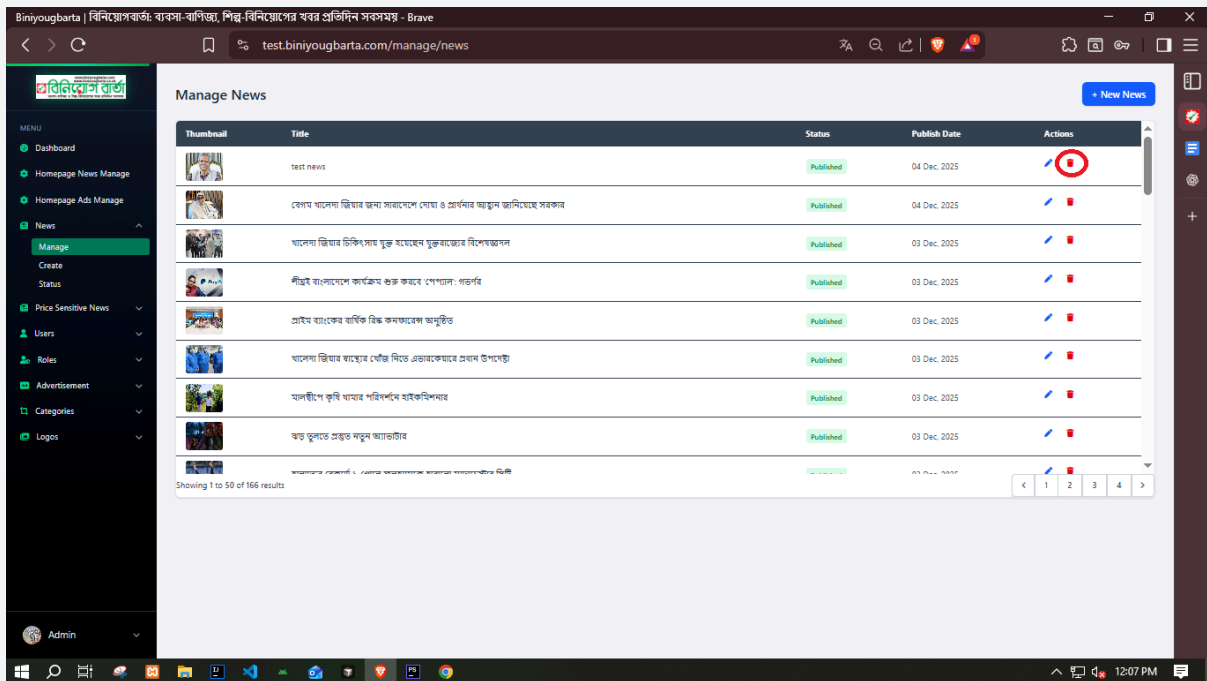 Biniyougbarta | বিনিয়োগবার্তা: ব্যবসা-বাণিজ্য, শিল্প-বিনিয়োগের খবর প্রতিদিন সবসময় - Brave
test.biniyougbarta.com/manage/news
বিনিয়োগ বার্তা
Manage News
+ New News
MENU
Dashboard
Homepage News Manage
Homepage Ads Manage
News
Manage
Create
Status
Price Sensitive News
Users
Roles
Advertisement
Categories
Logos
Admin
Thumbnail Title Status Publish Date Actions
test news Published 04 Dec, 2025
বেগম খালেদা জিয়ার জন্য সারাদেশে দোয়া ও প্রার্থনার আহ্বান জানিয়েছে সরকার Published 04 Dec, 2025
খালেদা জিয়ার চিকিৎসায় যুক্ত হয়েছেন যুক্তরাজ্যের বিশেষজ্ঞদল Published 03 Dec, 2025
শীঘ্রই বাংলাদেশে কার্যক্রম শুরু করবে ‘পেপ্যাল’: গভর্নর Published 03 Dec, 2025
প্রাইম ব্যাংকের বার্ষিক রিস্ক কনফারেন্স অনুষ্ঠিত Published 03 Dec, 2025
খালেদা জিয়ার স্বাস্থ্যের খোঁজ নিতে এভারকেয়ারে প্রধান উপদেষ্টা Published 03 Dec, 2025
মালদ্বীপে কৃষি খামার পরিদর্শনে হাইকমিশনার Published 03 Dec, 2025
ঝড় তুলতে প্রস্তুত নতুন অ্যাভাটার Published 03 Dec, 2025
Showing 1 to 50 of 166 results
1 2 3 4
12:07 PM